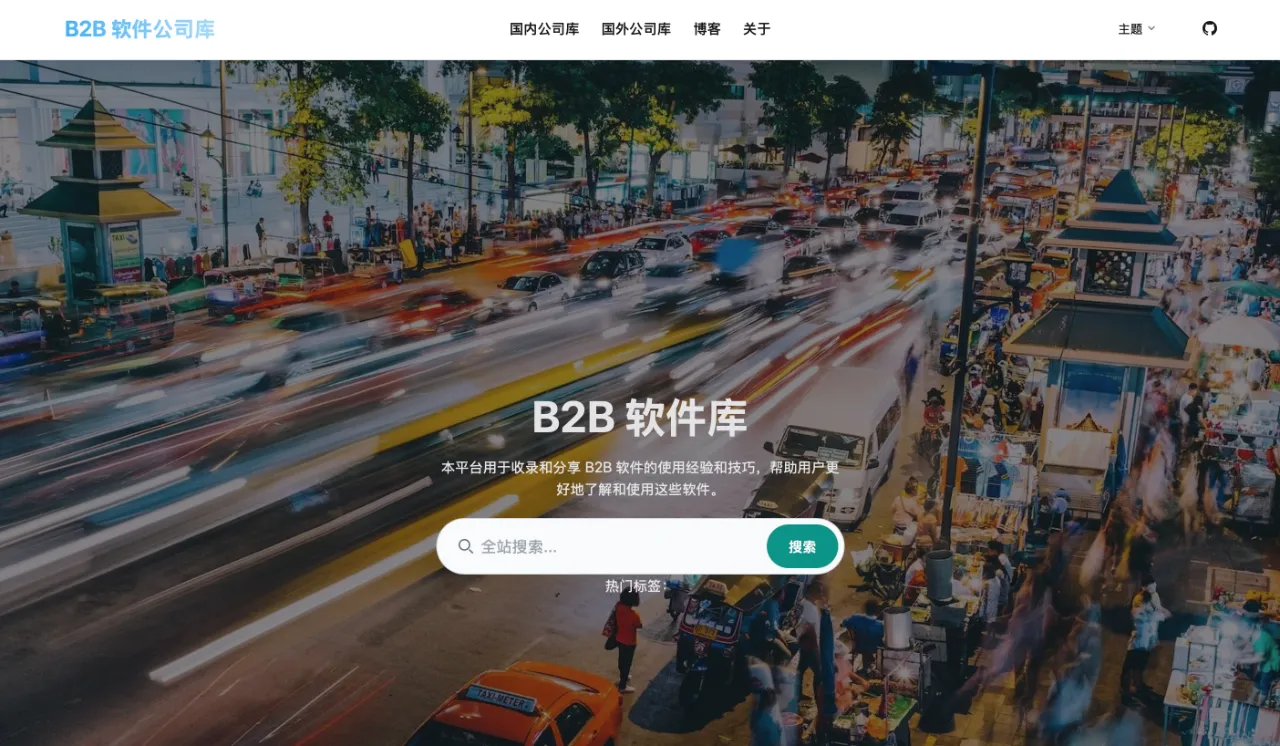 B2B 软件公司库
国内公司库 国外公司库 博客 关于
主题
TAXI
B2B 软件库
本平台用于收录和分享 B2B 软件的使用经验和技巧，帮助用户更
好地了解和使用这些软件。
全站搜索...
搜索
热门标签：
TAXI-METER